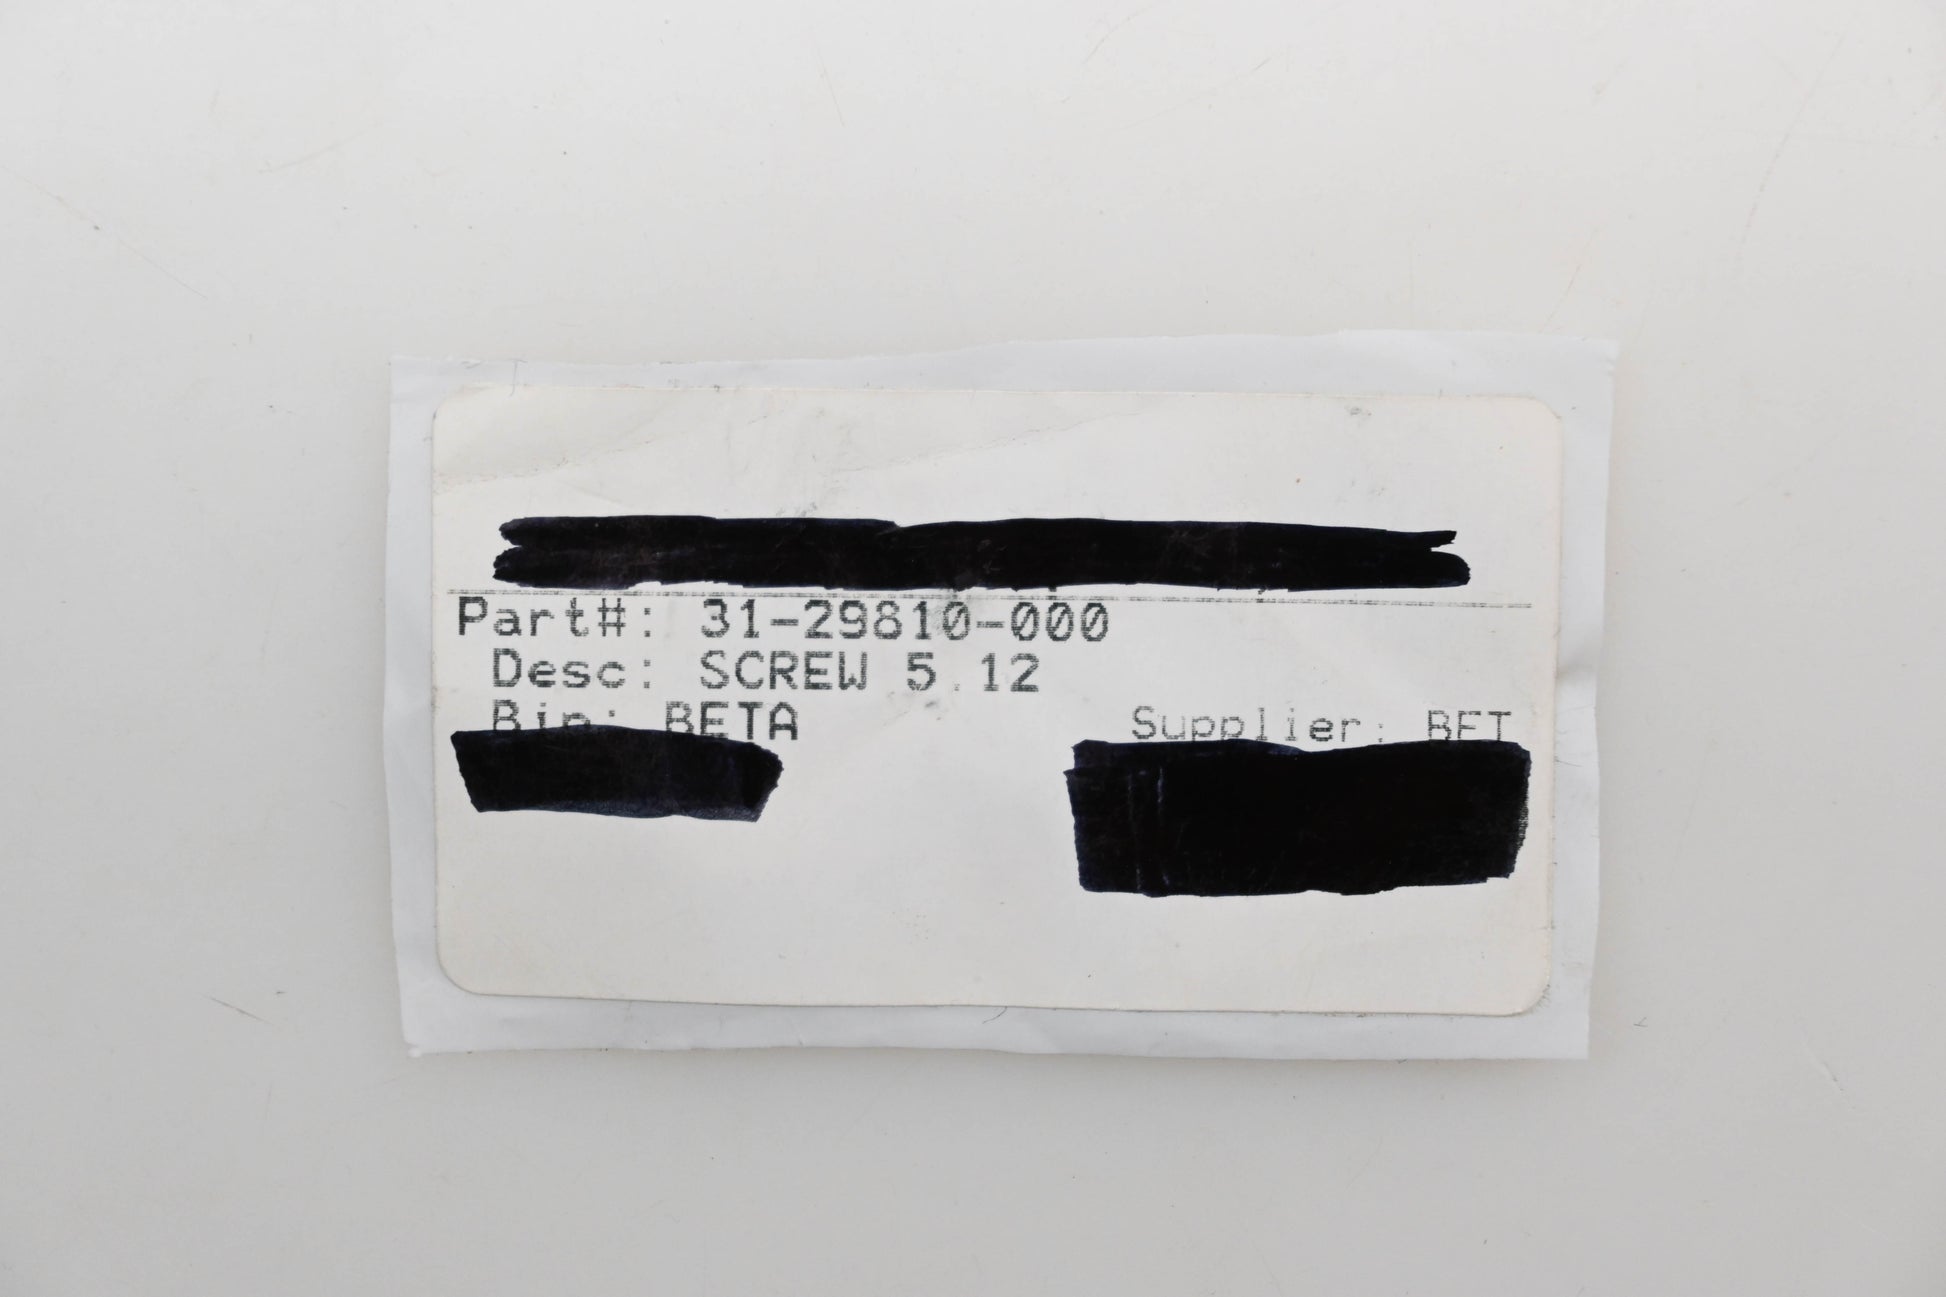 Part#: 31-29810-000
Desc: SCREW 5.12
Bin: BETA
Supplier: BET